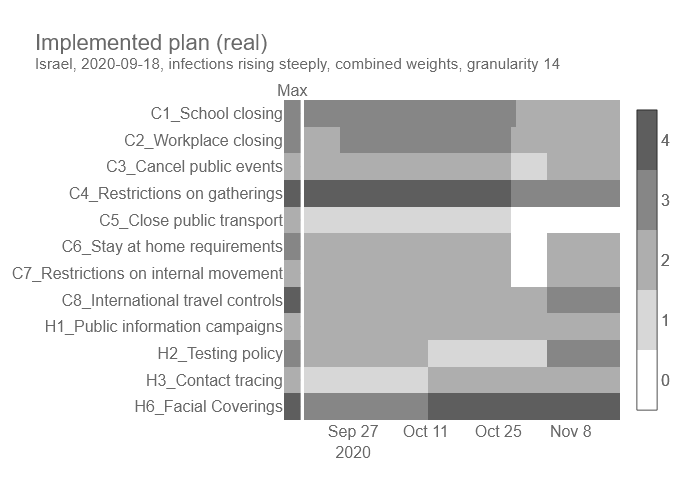 Implemented plan (real)
Israel, 2020-09-18, infections rising steeply, combined weights, granularity 14
Max
C1_School closing
C2_Workplace closing
C3_Cancel public events
C4_Restrictions on gatherings
C5_Close public transport
C6_Stay at home requirements
C7_Restrictions on internal movement
C8_International travel controls
H1_Public information campaigns
H2_Testing policy
H3_Contact tracing
H6_Facial Coverings
4
3
2
1
0
Sep 27 Oct 11 Oct 25 Nov 8
2020